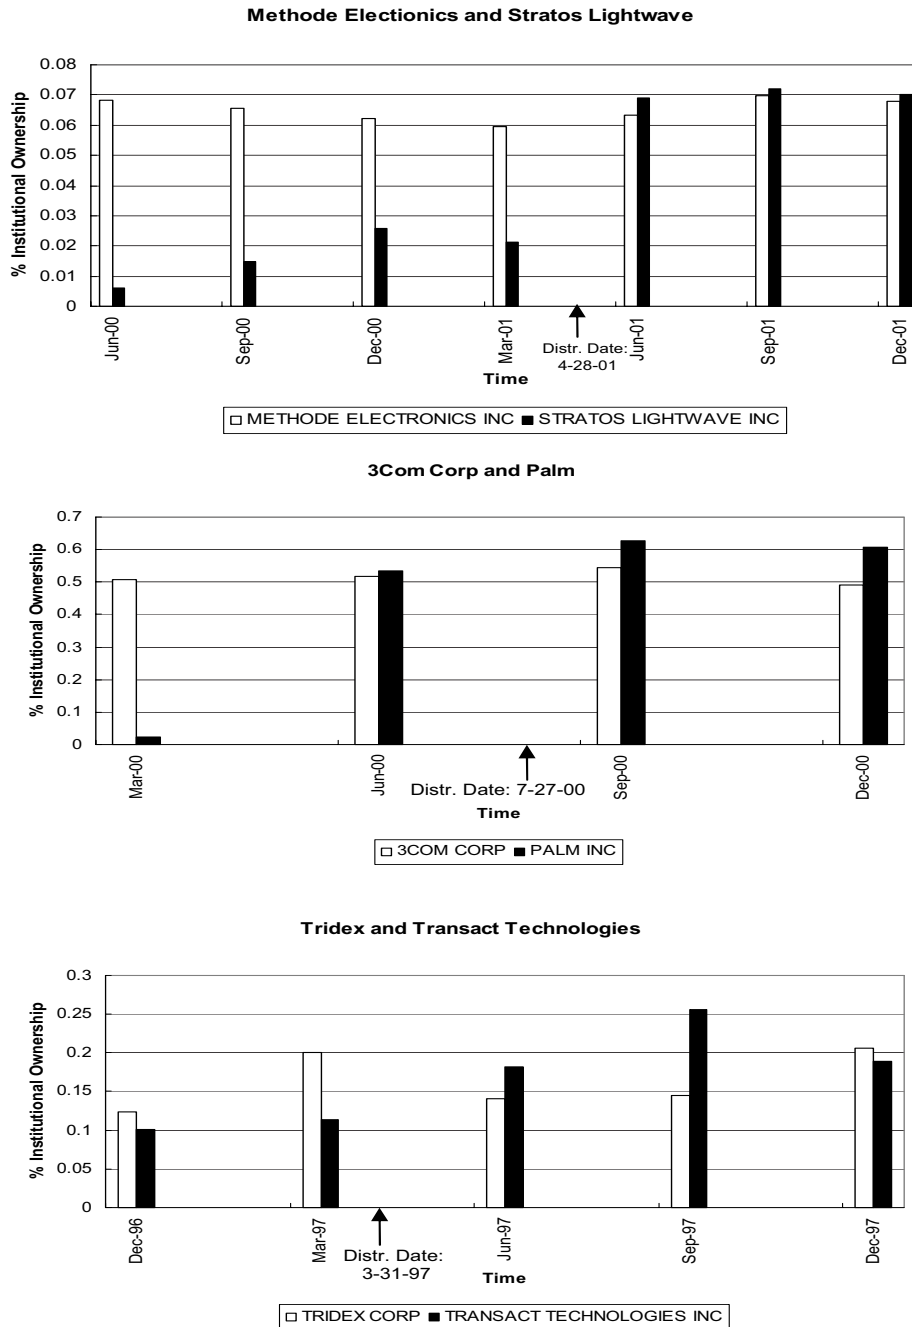 Methode Electionics and Stratos Lightwave
% Institutional Ownership
0.08
0.07
0.06
0.05
0.04
0.03
0.02
0.01
0
Jun-00
Sep-00
Dec-00
Mar-01
Jun-01
Sep-01
Dec-01
Distr. Date:
4-28-01
Time
METHODE ELECTRONICS INC STRATOS LIGHTWAVE INC
3Com Corp and Palm
% Institutional Ownership
0.7
0.6
0.5
0.4
0.3
0.2
0.1
0
Mar-00
Jun-00
Sep-00
Dec-00
Distr. Date: 7-27-00
Time
3COM CORP PALM INC
Tridex and Transact Technologies
% Institutional Ownership
0.3
0.25
0.2
0.15
0.1
0.05
0
Dec-96
Mar-97
Jun-97
Sep-97
Dec-97
Distr. Date:
3-31-97
Time
TRIDEX CORP TRANSACT TECHNOLOGIES INC